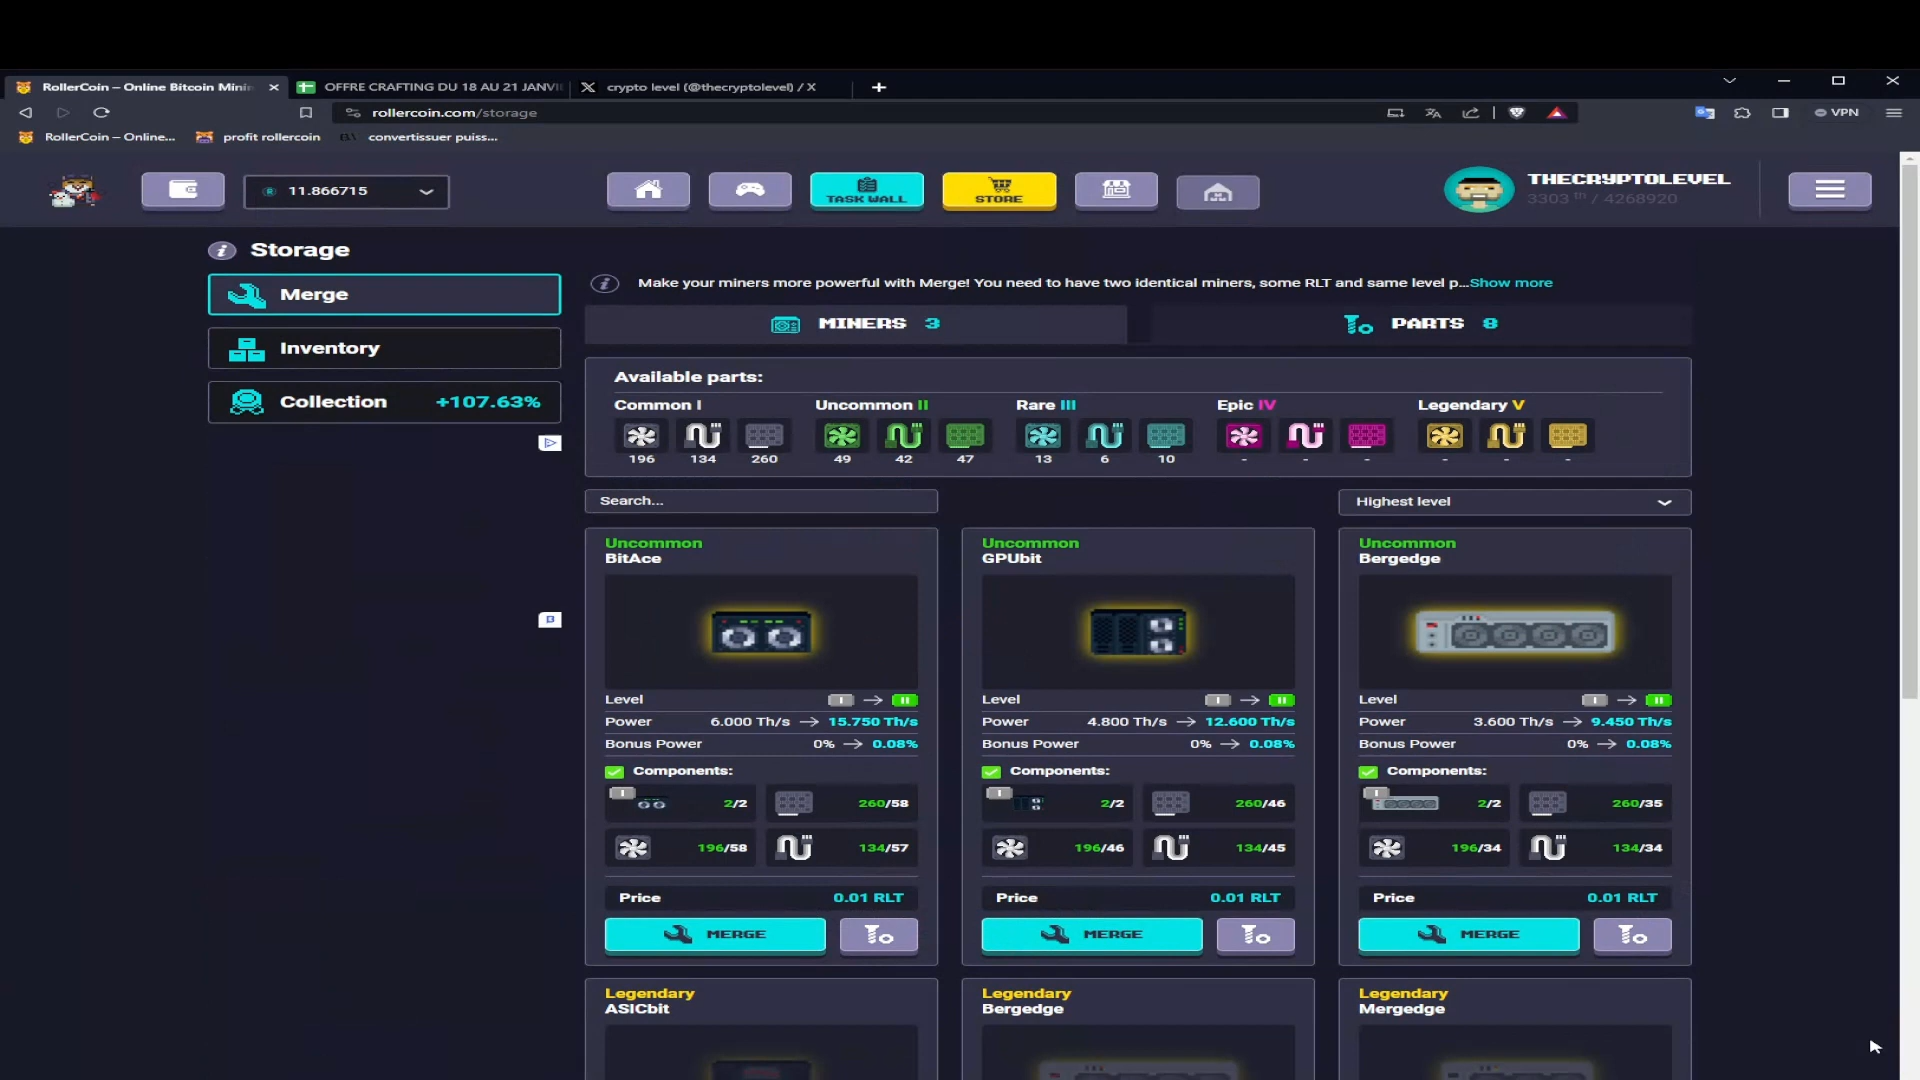 RollerCoin – Online Bitcoin Minin
OFFRE CRAFTING DU 18 AU 21 JANVI
crypto level (@thecryptolevel) / X
rollercoin.com/storage
VPN
RollerCoin – Online...
profit rollercoin
convertissuer puiss...
11.866715
TASK WALL
STORE
THECRYPTOLEVEL
3303 th / 4268920
Storage
Merge
Inventory
Collection +107.63%
Make your miners more powerful with Merge! You need to have two identical miners, some RLT and same level p...Show more
MINERS 3
PARTS 8
Available parts:
Common I
Uncommon II
Rare III
Epic IV
Legendary V
196 134 260
49 42 47
13 6 10
- - -
- - -
Search...
Highest level
Uncommon
BitAce
Level I → II
Power 6.000 Th/s → 15.750 Th/s
Bonus Power 0% → 0.08%
Components:
I 2/2 260/58
196/58 134/57
Price 0.01 RLT
MERGE
Uncommon
GPUbit
Level I → II
Power 4.800 Th/s → 12.600 Th/s
Bonus Power 0% → 0.08%
Components:
I 2/2 260/46
196/46 134/45
Price 0.01 RLT
MERGE
Uncommon
Bergedge
Level I → II
Power 3.600 Th/s → 9.450 Th/s
Bonus Power 0% → 0.08%
Components:
I 2/2 260/35
196/34 134/34
Price 0.01 RLT
MERGE
Legendary
ASICbit
Legendary
Bergedge
Legendary
Mergedge